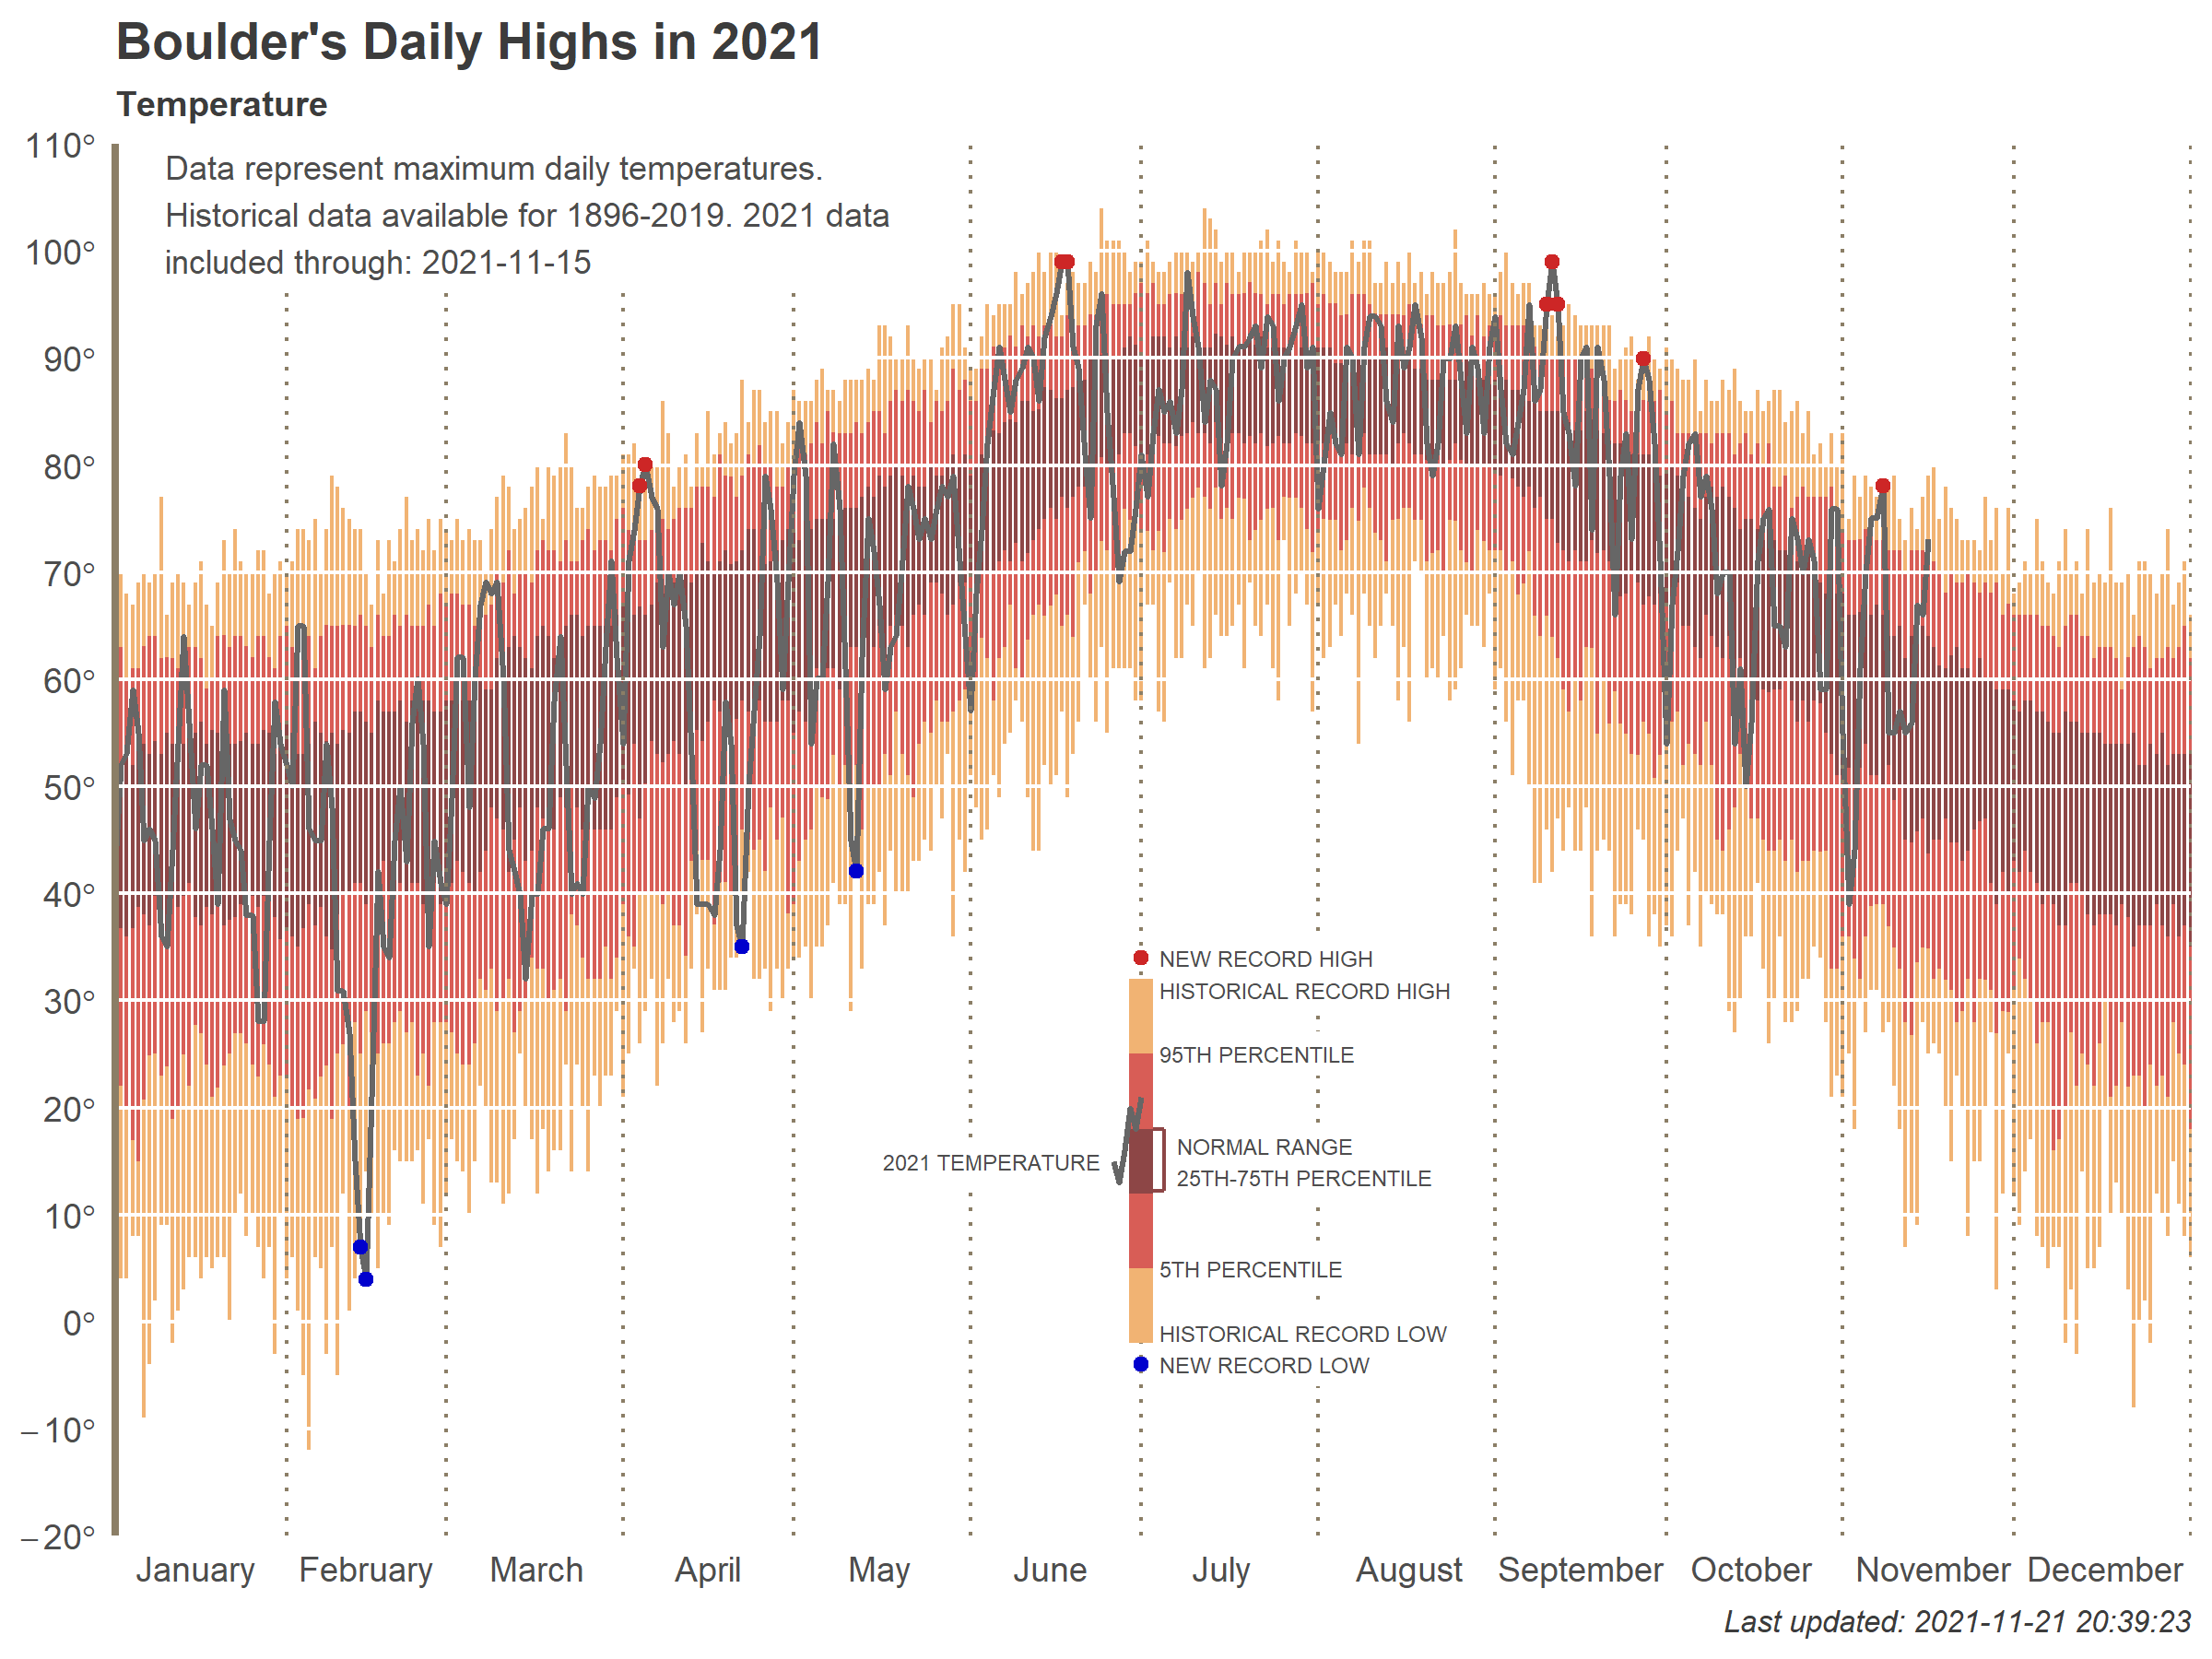 Boulder's Daily Highs in 2021
Temperature
110°
Data represent maximum daily temperatures.
Historical data available for 1896-2019. 2021 data
included through: 2021-11-15
100°
90°
80°
70°
60°
50°
40°
30°
20°
10°
0°
−10°
−20°
NEW RECORD HIGH
HISTORICAL RECORD HIGH
95TH PERCENTILE
2021 TEMPERATURE
NORMAL RANGE
25TH-75TH PERCENTILE
5TH PERCENTILE
HISTORICAL RECORD LOW
NEW RECORD LOW
January February March April May June July August September October November December
Last updated: 2021-11-21 20:39:23